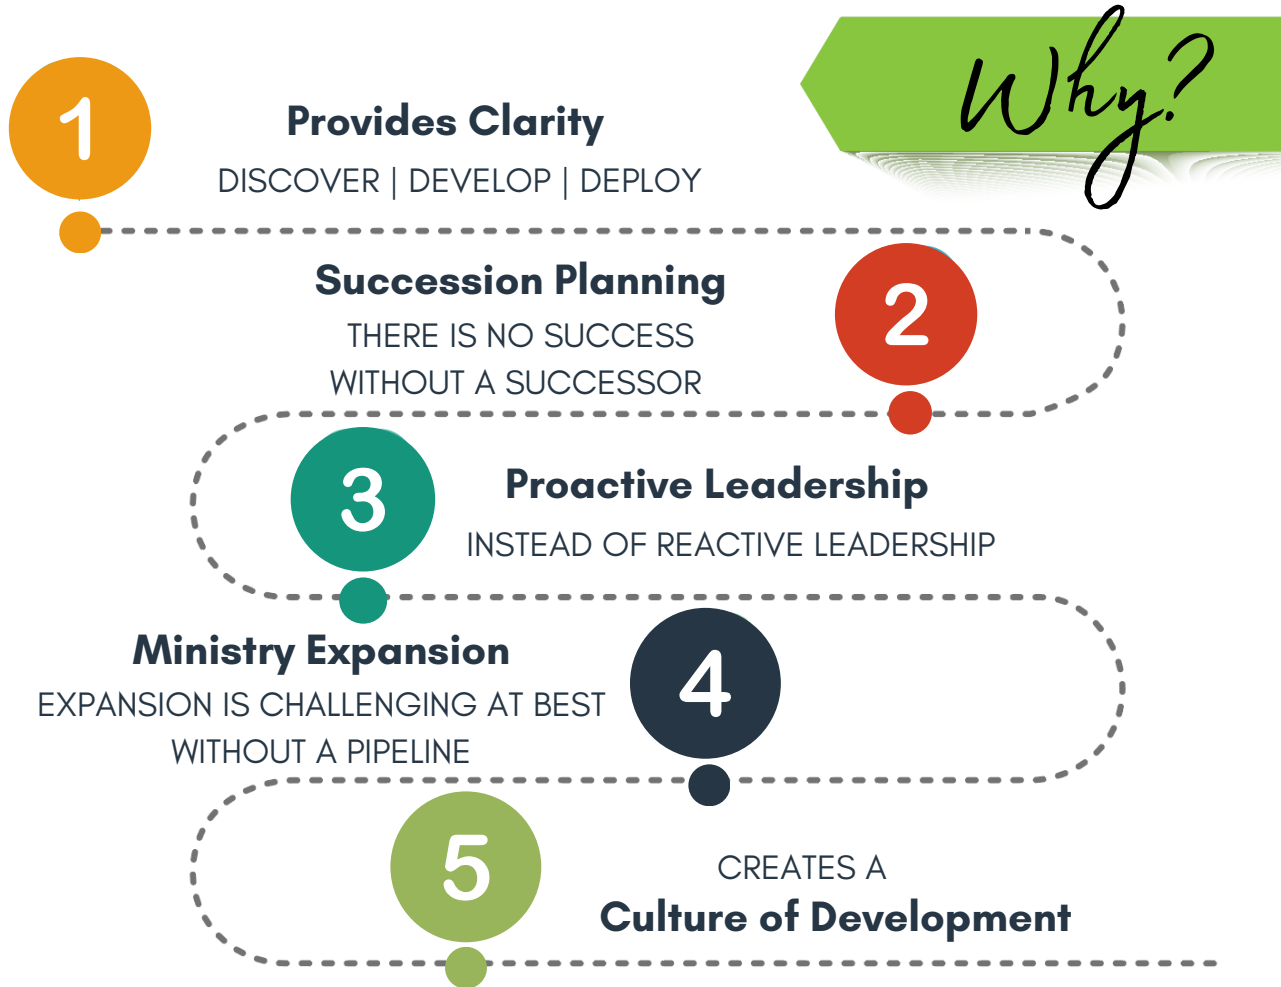 Why?
1
Provides Clarity
DISCOVER | DEVELOP | DEPLOY
Succession Planning
THERE IS NO SUCCESS
WITHOUT A SUCCESSOR
2
3
Proactive Leadership
INSTEAD OF REACTIVE LEADERSHIP
Ministry Expansion
EXPANSION IS CHALLENGING AT BEST
WITHOUT A PIPELINE
4
5
CREATES A
Culture of Development